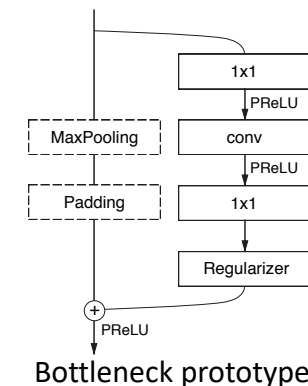 1x1
PReLU
MaxPooling
conv
PReLU
Padding
1x1
Regularizer
+
PReLU
Bottleneck prototype